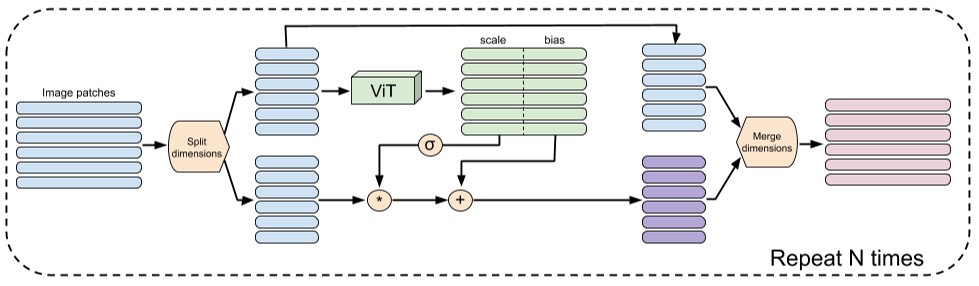 Image patches
Split
dimensions
ViT
scale
bias
σ
*
+
Merge
dimensions
Repeat N times